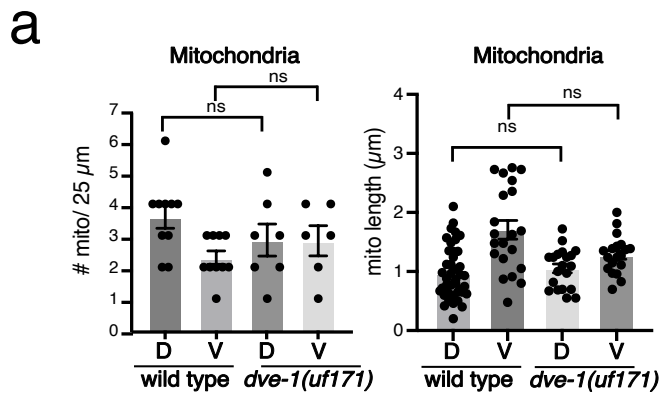 a
Mitochondria
ns
ns
# mito/ 25 µm
7
6
5
4
3
2
1
0
D V D V
wild type dve-1(uf171)
Mitochondria
ns
ns
mito length (µm)
4
3
2
1
0
D V D V
wild type dve-1(uf171)